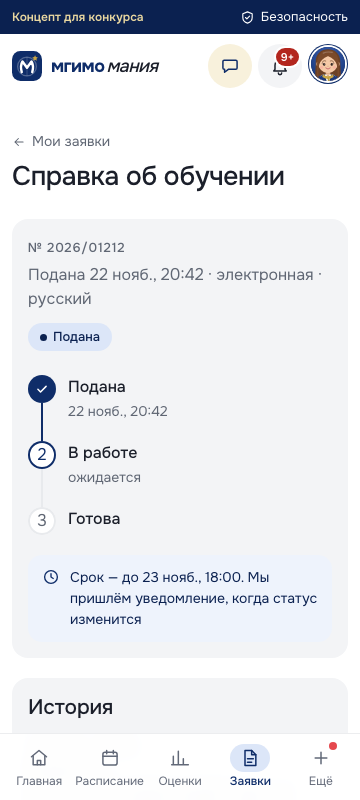 Концепт для конкурса
Безопасность
мгимо мания
9+
← Мои заявки
Справка об обучении
№ 2026/01212
Подана 22 нояб., 20:42 · электронная ·
русский
Подана
Подана
22 нояб., 20:42
2 В работе
ожидается
3 Готова
Срок — до 23 нояб., 18:00. Мы
пришлём уведомление, когда статус
изменится
История
Главная Расписание Оценки Заявки Ещё